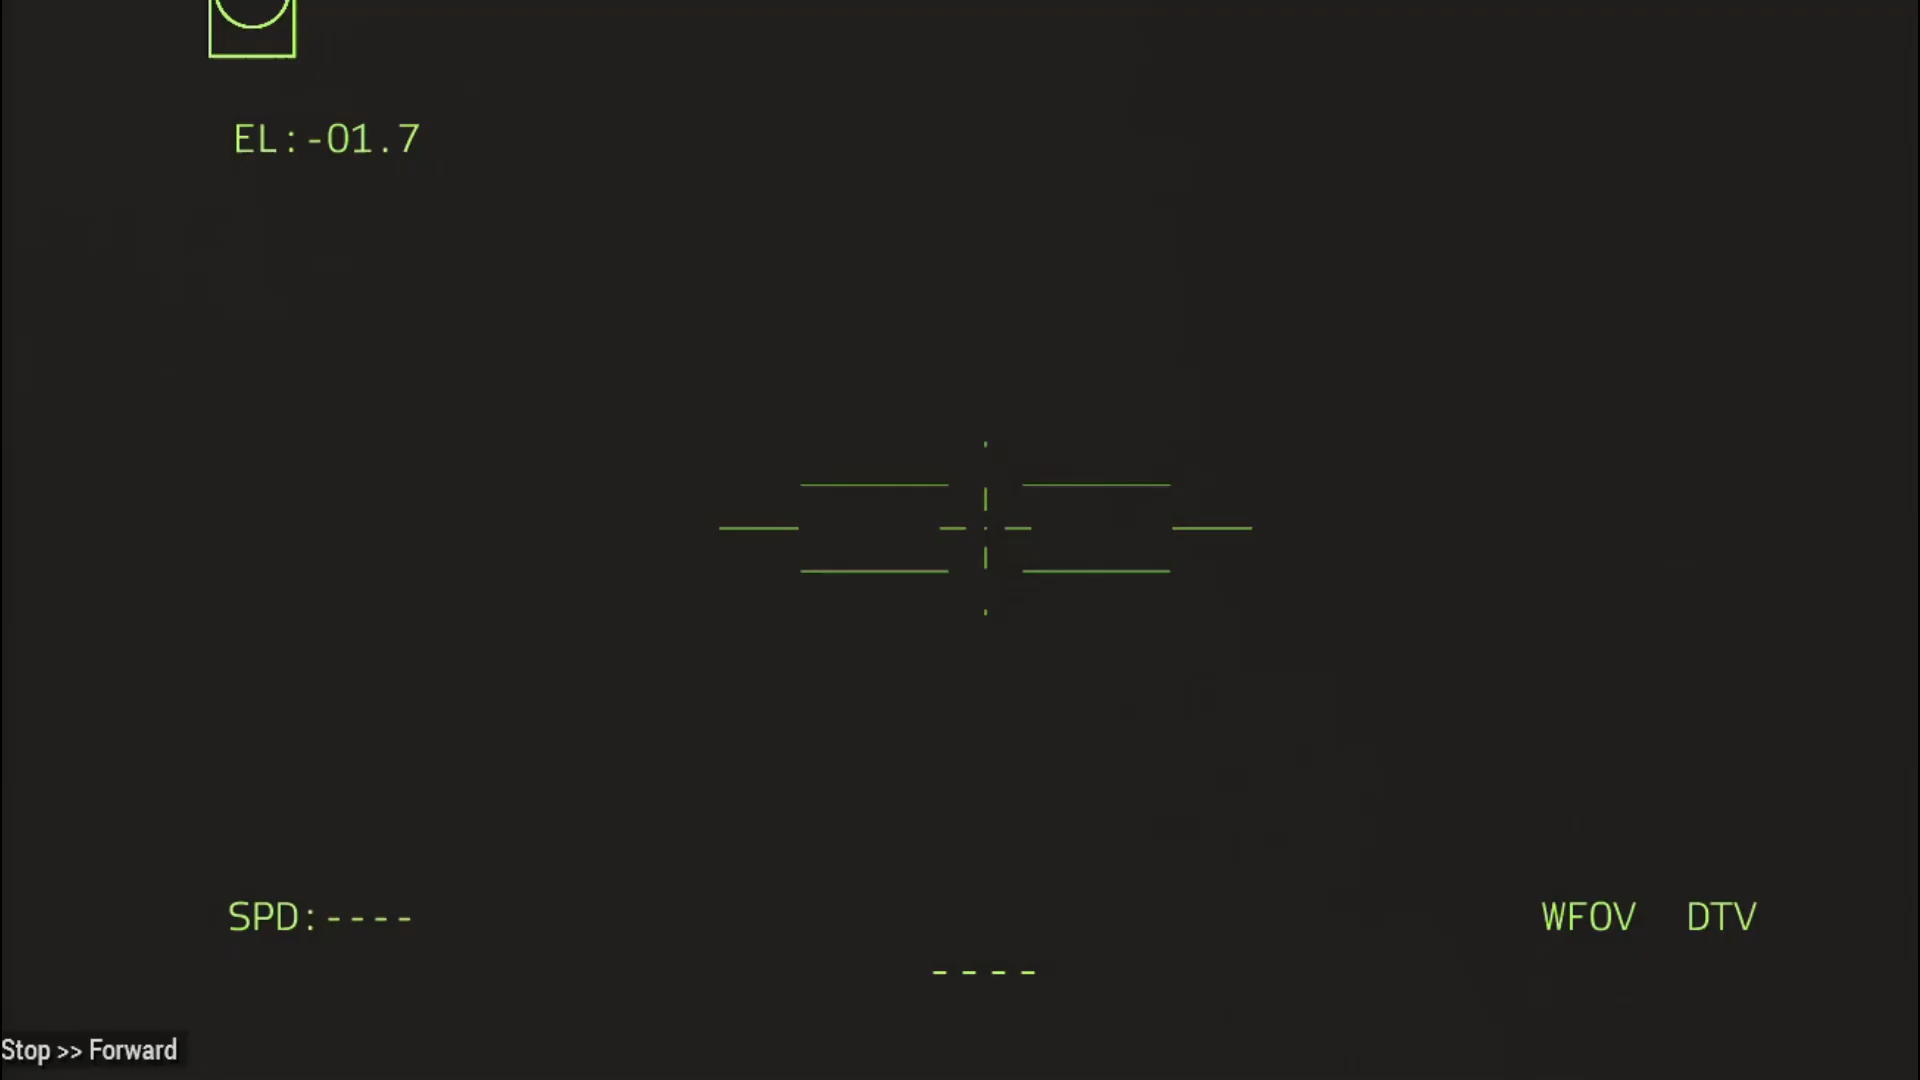 EL:-01.7
SPD:----
WFOV DTV
----
Stop >> Forward